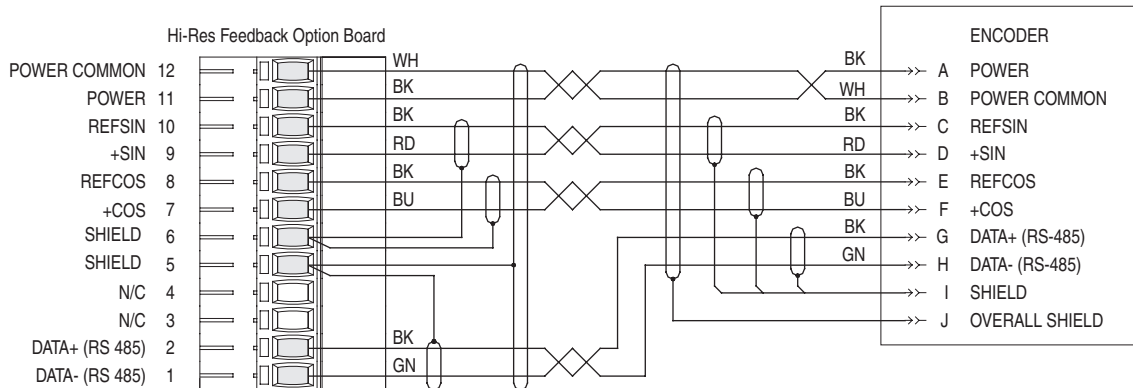 Hi-Res Feedback Option Board
ENCODER
POWER COMMON 12 WH BK A POWER
POWER 11 BK WH B POWER COMMON
REFSIN 10 BK BK C REFSIN
+SIN 9 RD RD D +SIN
REFCOS 8 BK BK E REFCOS
+COS 7 BU BU F +COS
SHIELD 6 BK G DATA+ (RS-485)
SHIELD 5 GN H DATA- (RS-485)
N/C 4 I SHIELD
N/C 3 J OVERALL SHIELD
DATA+ (RS 485) 2 BK
DATA- (RS 485) 1 GN